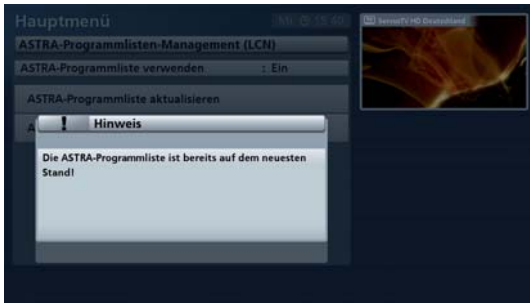 Hauptmenü
ServusTV HD Deutschland
ASTRA-Programmlisten-Management (LCN)
ASTRA-Programmliste verwenden : Ein
ASTRA-Programmliste aktualisieren
A
! Hinweis
Die ASTRA-Programmliste ist bereits auf dem neuesten
Stand!